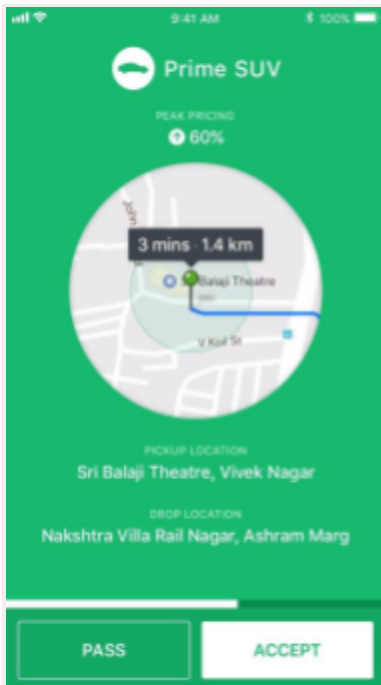 9:41 AM
100%
Prime SUV
PEAK PRICING
60%
3 mins · 1.4 km
Balaji Theatre
V Koil St
PICKUP LOCATION
Sri Balaji Theatre, Vivek Nagar
DROP LOCATION
Nakshtra Villa Rail Nagar, Ashram Marg
PASS
ACCEPT